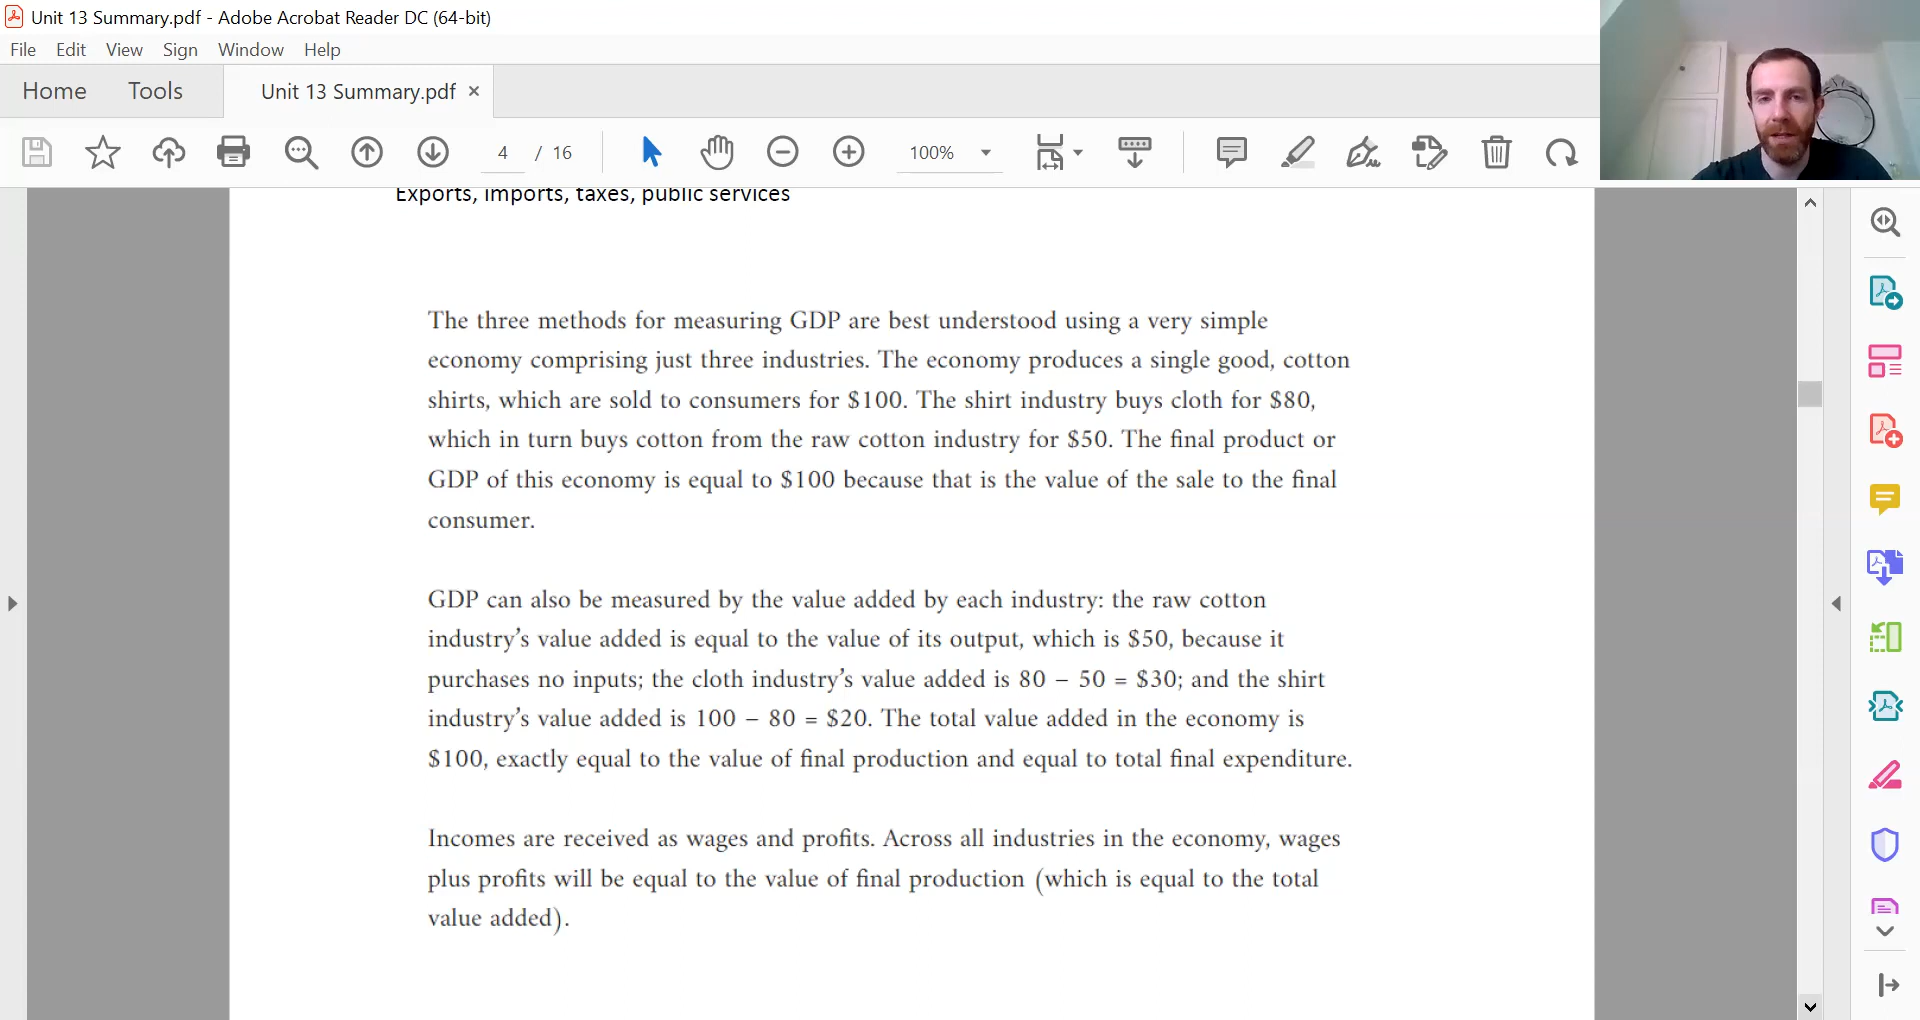 Unit 13 Summary.pdf - Adobe Acrobat Reader DC (64-bit)
File Edit View Sign Window Help
Home Tools Unit 13 Summary.pdf ×
4 / 16 100%
Exports, imports, taxes, public services
The three methods for measuring GDP are best understood using a very simple
economy comprising just three industries. The economy produces a single good, cotton
shirts, which are sold to consumers for $100. The shirt industry buys cloth for $80,
which in turn buys cotton from the raw cotton industry for $50. The final product or
GDP of this economy is equal to $100 because that is the value of the sale to the final
consumer.
GDP can also be measured by the value added by each industry: the raw cotton
industry’s value added is equal to the value of its output, which is $50, because it
purchases no inputs; the cloth industry’s value added is 80 − 50 = $30; and the shirt
industry’s value added is 100 − 80 = $20. The total value added in the economy is
$100, exactly equal to the value of final production and equal to total final expenditure.
Incomes are received as wages and profits. Across all industries in the economy, wages
plus profits will be equal to the value of final production (which is equal to the total
value added).